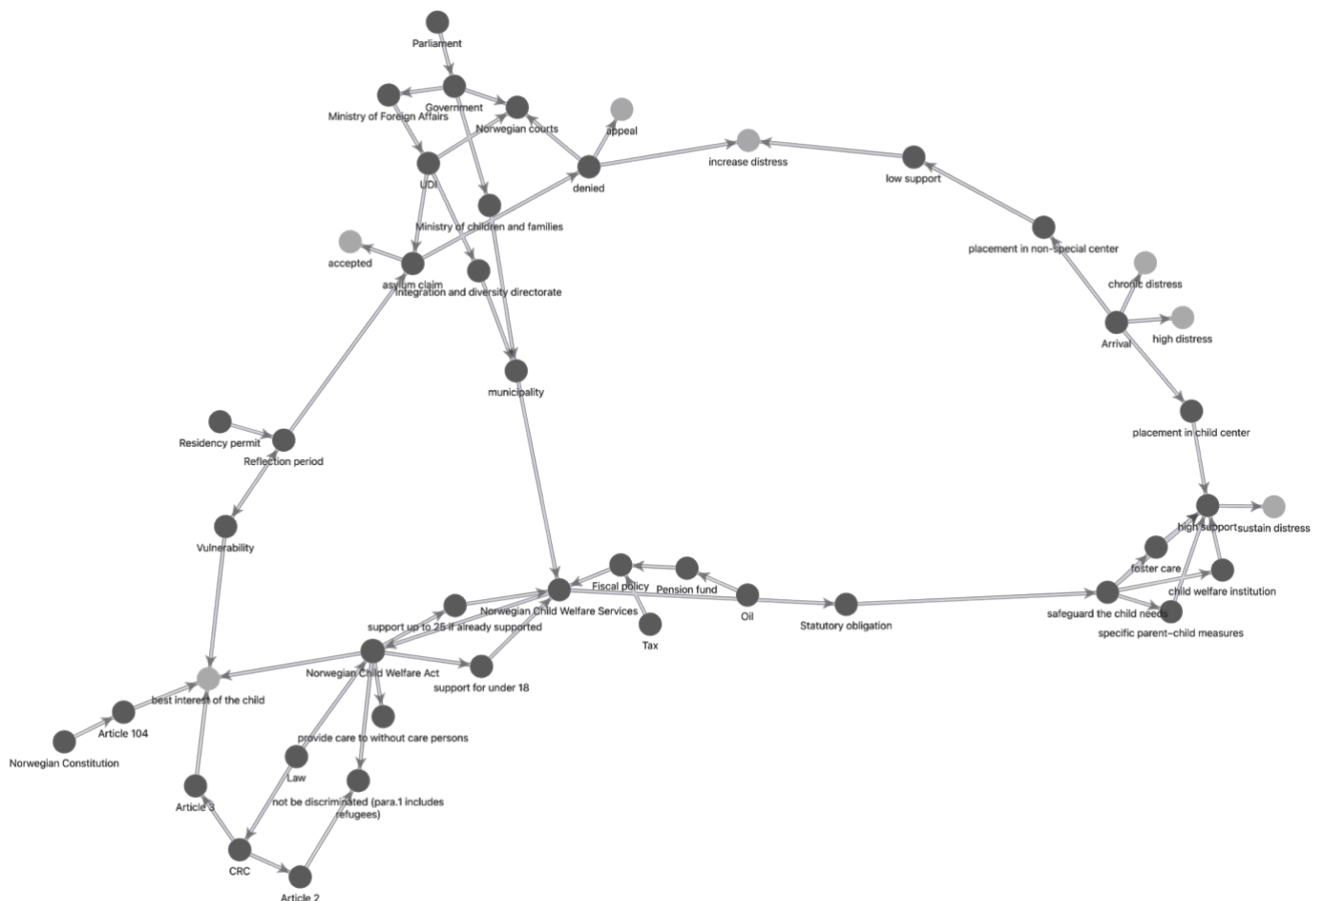 Parliament
Government
Ministry of Foreign Affairs
Norwegian courts
appeal
increase distress
low support
UDI
denied
Ministry of children and families
placement in non-special center
accepted
asylum claim
Integration and diversity directorate
chronic distress
high distress
Arrival
municipality
placement in child center
Residency permit
Reflection period
Vulnerability
high support
sustain distress
foster care
child welfare institution
Fiscal policy
Pension fund
Norwegian Child Welfare Services
Oil
Statutory obligation
safeguard the child needs
specific parent–child measures
support up to 25 if already supported
Tax
Norwegian Child Welfare Act
support for under 18
best interest of the child
Article 104
provide care to without care persons
Norwegian Constitution
Law
Article 3
not be discriminated (para.1 includes
refugees)
CRC
Article 2